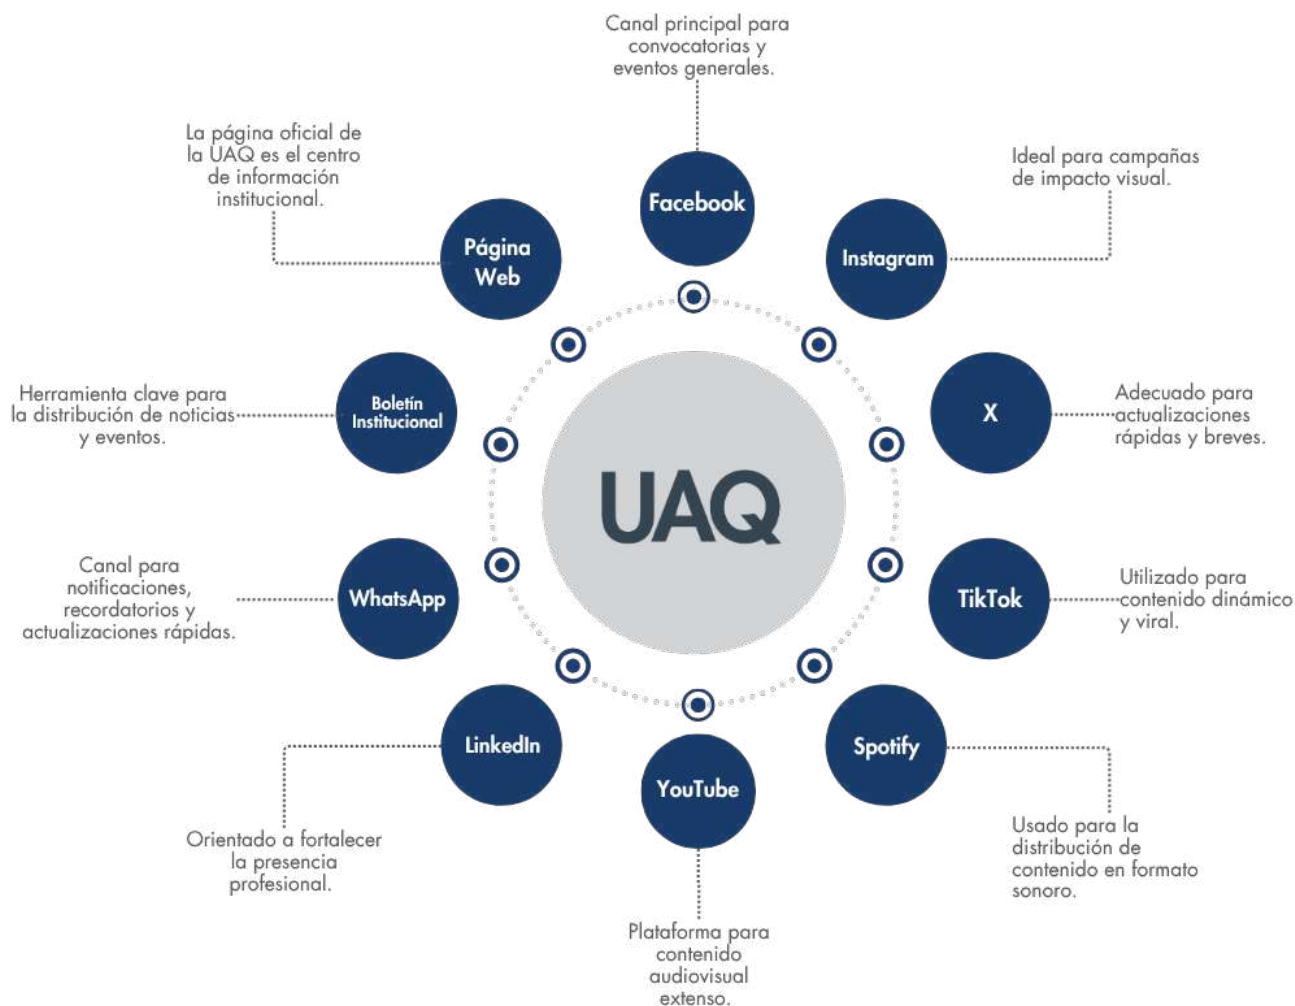 Canal principal para
convocatorias y
eventos generales.
Facebook
Ideal para campañas
de impacto visual.
Instagram
Adecuado para
actualizaciones
rápidas y breves.
X
Utilizado para
contenido dinámico
y viral.
TikTok
Usado para la
distribución de
contenido en formato
sonoro.
Spotify
Plataforma para
contenido
audiovisual
extenso.
YouTube
Orientado a fortalecer
la presencia
profesional.
LinkedIn
Canal para
notificaciones,
recordatorios y
actualizaciones rápidas.
WhatsApp
Herramienta clave para
la distribución de noticias
y eventos.
Boletín
Institucional
La página oficial de
la UAQ es el centro
de información
institucional.
Página
Web
UAQ